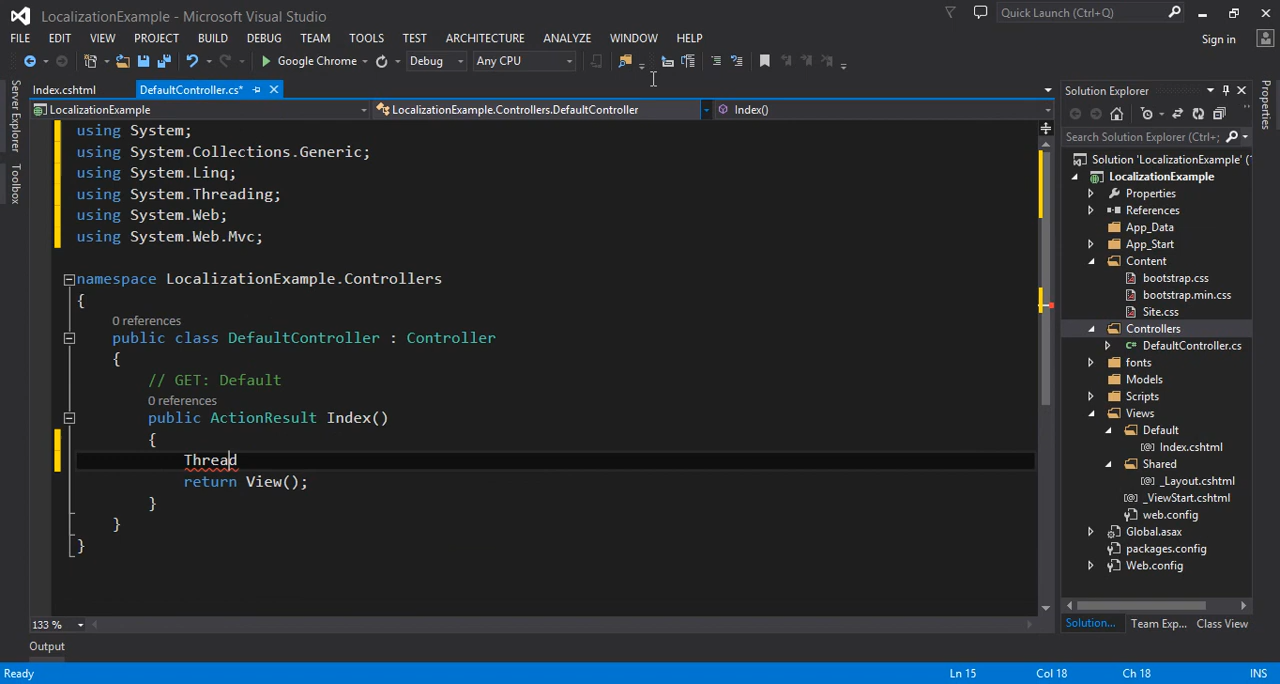 LocalizationExample - Microsoft Visual Studio
Quick Launch (Ctrl+Q)
FILE EDIT VIEW PROJECT BUILD DEBUG TEAM TOOLS TEST ARCHITECTURE ANALYZE WINDOW HELP
Sign in
Google Chrome Debug Any CPU
Server Explorer
Toolbox
Index.cshtml DefaultController.cs*
LocalizationExample LocalizationExample.Controllers.DefaultController Index()
using System;
using System.Collections.Generic;
using System.Linq;
using System.Threading;
using System.Web;
using System.Web.Mvc;
namespace LocalizationExample.Controllers
{
0 references
public class DefaultController : Controller
{
// GET: Default
0 references
public ActionResult Index()
{
Thread
return View();
}
}
}
133 %
Output
Ready Ln 15 Col 18 Ch 18 INS
Solution Explorer
Search Solution Explorer (Ctrl+;
Solution 'LocalizationExample' (
LocalizationExample
Properties
References
App_Data
App_Start
Content
bootstrap.css
bootstrap.min.css
Site.css
Controllers
DefaultController.cs
fonts
Models
Scripts
Views
Default
Index.cshtml
Shared
_Layout.cshtml
_ViewStart.cshtml
web.config
Global.asax
packages.config
Web.config
Solution... Team Exp... Class View
Properties